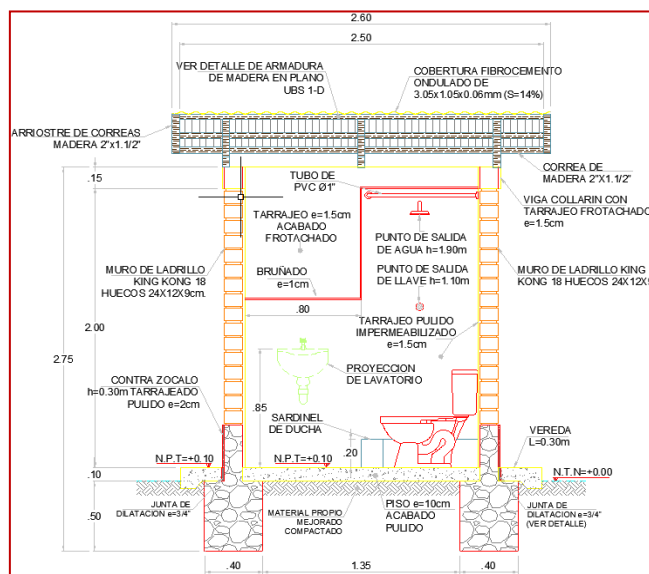 2.60
2.50
VER DETALLE DE ARMADURA
DE MADERA EN PLANO
UBS 1-D
COBERTURA FIBROCEMENTO
ONDULADO DE
3.05x1.05x0.06mm (S=14%)
ARRIOSTRE DE CORREAS
MADERA 2"x1.1/2"
CORREA DE
MADERA 2"X1.1/2"
.15
TUBO DE
PVC Ø1"
VIGA COLLARIN CON
TARRAJEO FROTACHADO
e=1.5cm
TARRAJEO e=1.5cm
ACABADO
FROTACHADO
PUNTO DE SALIDA
DE AGUA h=1.90m
MURO DE LADRILLO
KING KONG 18
HUECOS 24X12X9cm.
BRUÑADO
e=1cm
PUNTO DE SALIDA
DE LLAVE h=1.10m
MURO DE LADRILLO KING
KONG 18 HUECOS 24X12X9
.80
2.00
TARRAJEO PULIDO
IMPERMEABILIZADO
e=1.5cm
2.75
PROYECCION
DE LAVATORIO
CONTRA ZOCALO
h=0.30m TARRAJEADO
PULIDO e=2cm
.85
SARDINEL
DE DUCHA
.20
VEREDA
L=0.30m
N.P.T=+0.10
N.P.T=+0.10
N.T.N=+0.00
.10
.50
JUNTA DE
DILATACION e=3/4"
MATERIAL PROPIO
MEJORADO
COMPACTADO
PISO e=10cm
ACABADO
PULIDO
JUNTA DE
DILATACION e=3/4"
(VER DETALLE)
.40
1.35
.40